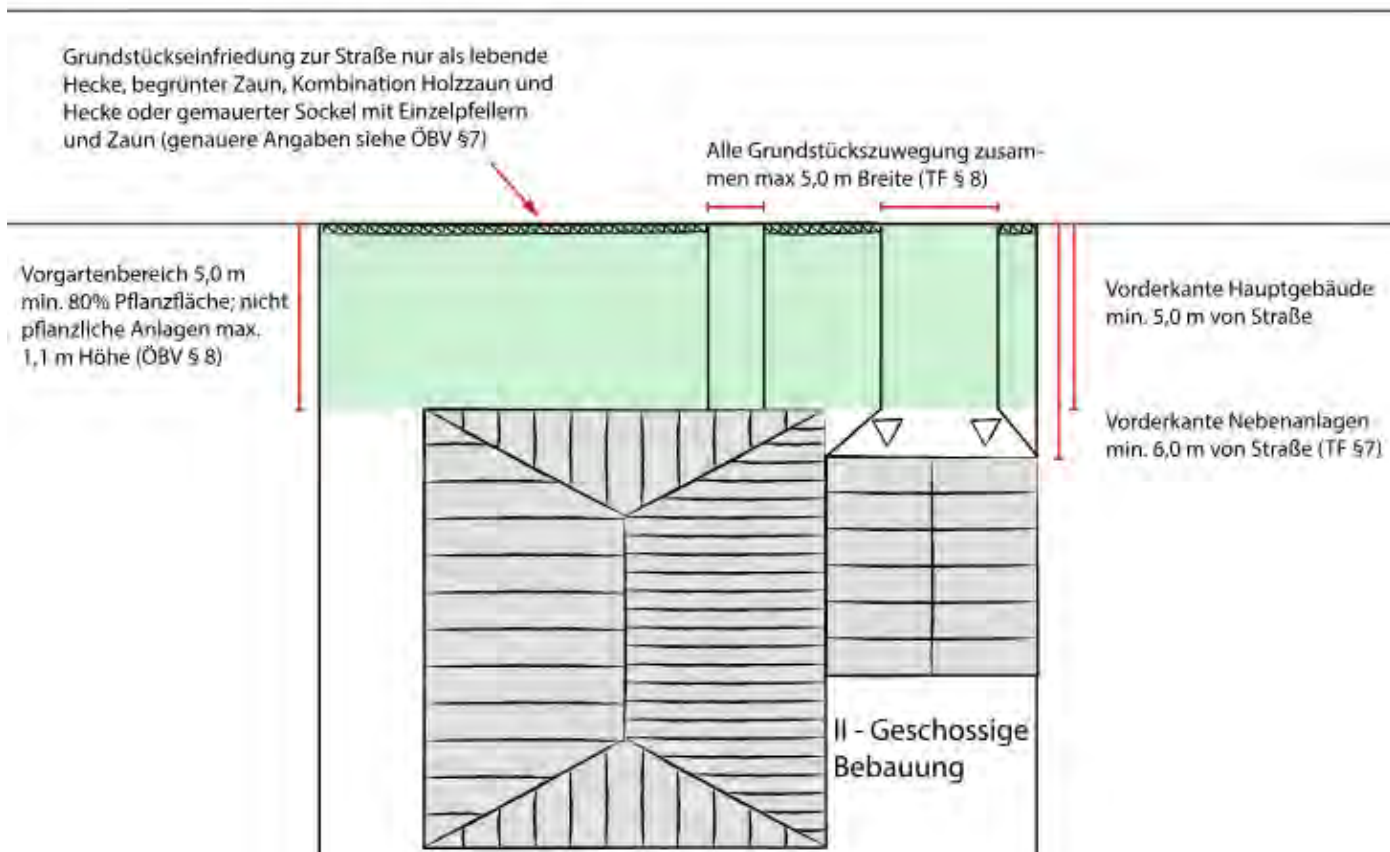 Grundstückseinfriedung zur Straße nur als lebende
Hecke, begrünter Zaun, Kombination Holzzaun und
Hecke oder gemauerter Sockel mit Einzelpfellern
und Zaun (genauere Angaben siehe ÖBV §7)
Alle Grundstückszuwegung zusam-
men max 5,0 m Breite (TF § 8)
Vorgartenbereich 5,0 m
min. 80% Pflanzfläche; nicht
pflanzliche Anlagen max.
1,1 m Höhe (ÖBV § 8)
Vorderkante Hauptgebäude
min. 5,0 m von Straße
Vorderkante Nebenanlagen
min. 6,0 m von Straße (TF §7)
II - Geschossige
Bebauung